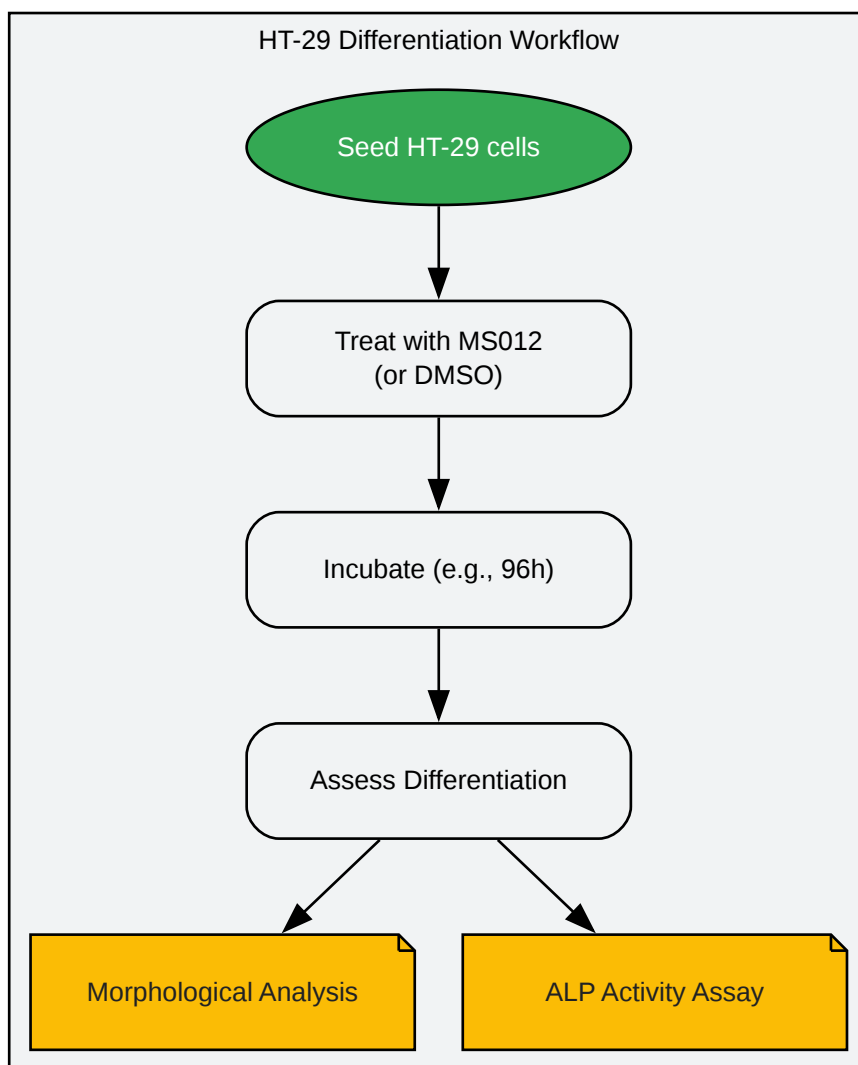 HT-29 Differentiation Workflow
Seed HT-29 cells
Treat with MS012
(or DMSO)
Incubate (e.g., 96h)
Assess Differentiation
Morphological Analysis
ALP Activity Assay